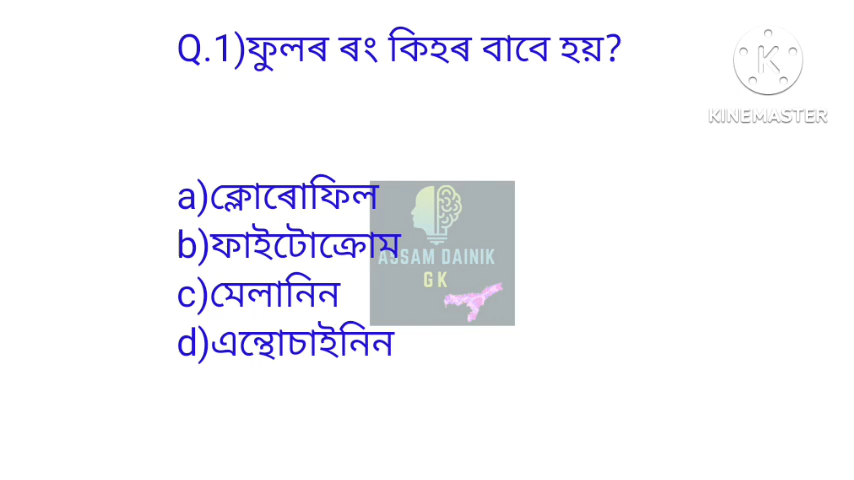 Q.1)ফুলৰ ৰং কিহৰ বাবে হয়?
KINEMASTER
a)ক্লোৰোফিল
b)ফাইটোক্ৰোম
ASSAM DAINIK
GK
c)মেলানিন
d)এন্থোচাইনিন